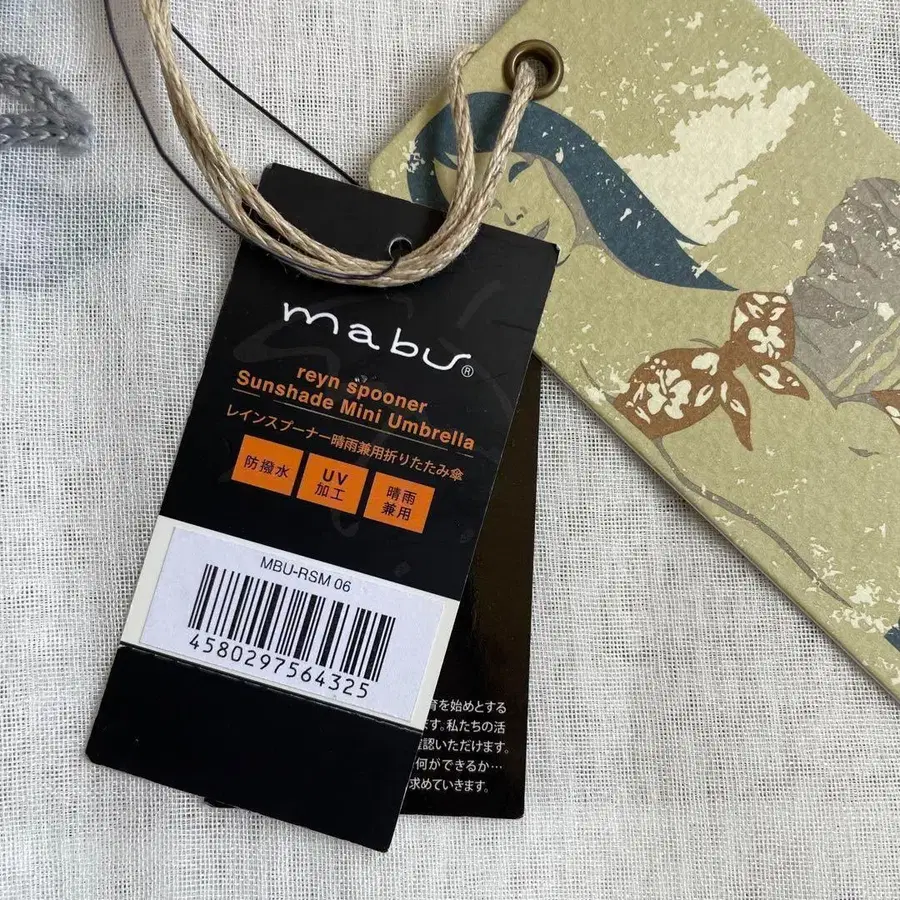 mabu®
reyn spooner
Sunshade Mini Umbrella
レインスプーナー晴雨兼用折りたたみ傘
防撥水
UV
加工
晴雨
兼用
MBU-RSM 06
4580297564325
育を始めとする
ます。私たちの活
確認いただけます。
何ができるか…
求めていきます。